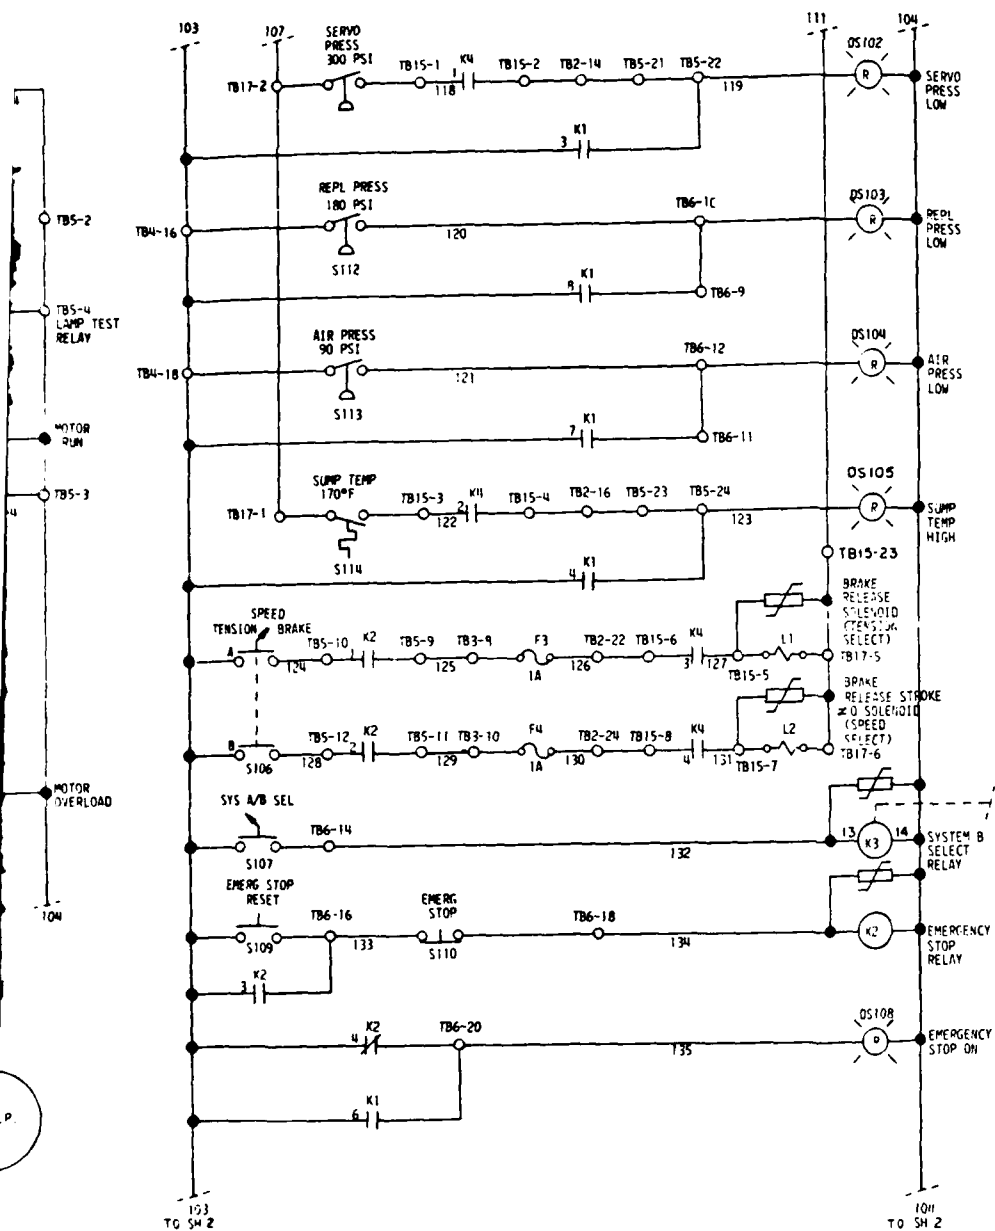 103
107
111
104
SERVO
PRESS
300 PSI
TB17-2
TB15-1
118
1
K4
TB15-2
TB2-14
TB5-21
TB5-22
119
DS102
R
SERVO
PRESS
LOW
3
K1
TB5-2
TB4-16
REPL PRESS
180 PSI
S112
120
DS103
R
REPL
PRESS
LOW
8
K1
TB6-9
TB5-4
LAMP TEST
RELAY
TB4-18
AIR PRESS
90 PSI
S113
121
TB6-12
DS104
R
AIR
PRESS
LOW
7
K1
TB6-11
MOTOR
RUN
TB5-3
TB17-1
SUMP TEMP
170°F
S114
TB15-3
122
2
K4
TB15-4
TB2-16
TB5-23
TB5-24
123
DS105
R
SUMP
TEMP
HIGH
4
K1
TB15-23
SPEED
TENSION BRAKE
A
124
TB5-10
1
K2
TB5-9
125
TB3-9
F3
1A
126
TB2-22
TB15-6
K4
3
127
TB15-5
L1
TB17-5
BRAKE
RELEASE
SOLENOID
(TENSION
SELECT)
B
S106
128
TB5-12
2
K2
TB5-11
129
TB3-10
F4
1A
130
TB2-24
TB15-8
K4
4
131
TB15-7
L2
TB17-6
BRAKE
RELEASE STROKE
SOLENOID
(SPEED
SELECT)
MOTOR
OVERLOAD
104
SYS A/B SEL
S107
TB6-14
132
13
K3
14
SYSTEM B
SELECT
RELAY
EMERG STOP
RESET
S109
TB6-16
133
EMERG
STOP
S110
TB6-18
134
K2
EMERGENCY
STOP
RELAY
3
K2
4
K2
TB6-20
135
DS108
R
EMERGENCY
STOP ON
6
K1
P.
103
TO SH 2
TO SH 2